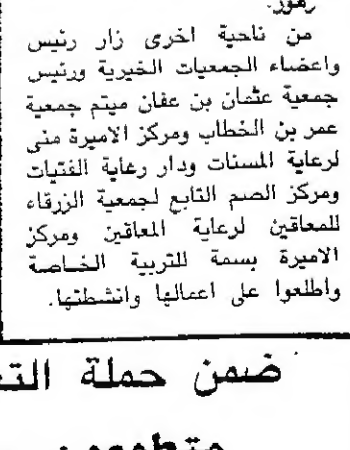 زهور.
من ناحية اخرى زار رئيس
واعضاء الجمعيات الخيرية ورئيس
جمعية عثمان بن عفان ميتم جمعية
عمر بن الخطاب ومركز الاميرة منى
لرعاية المسنات ودار رعاية الفتيات
ومركز الصم التابع لجمعية الزرقاء
للمعاقين لرعاية المعاقين ومركز
الاميرة بسمة للتربية الخاصة
واطلعوا على اعمالها وانشطتها.
ضمن حملة